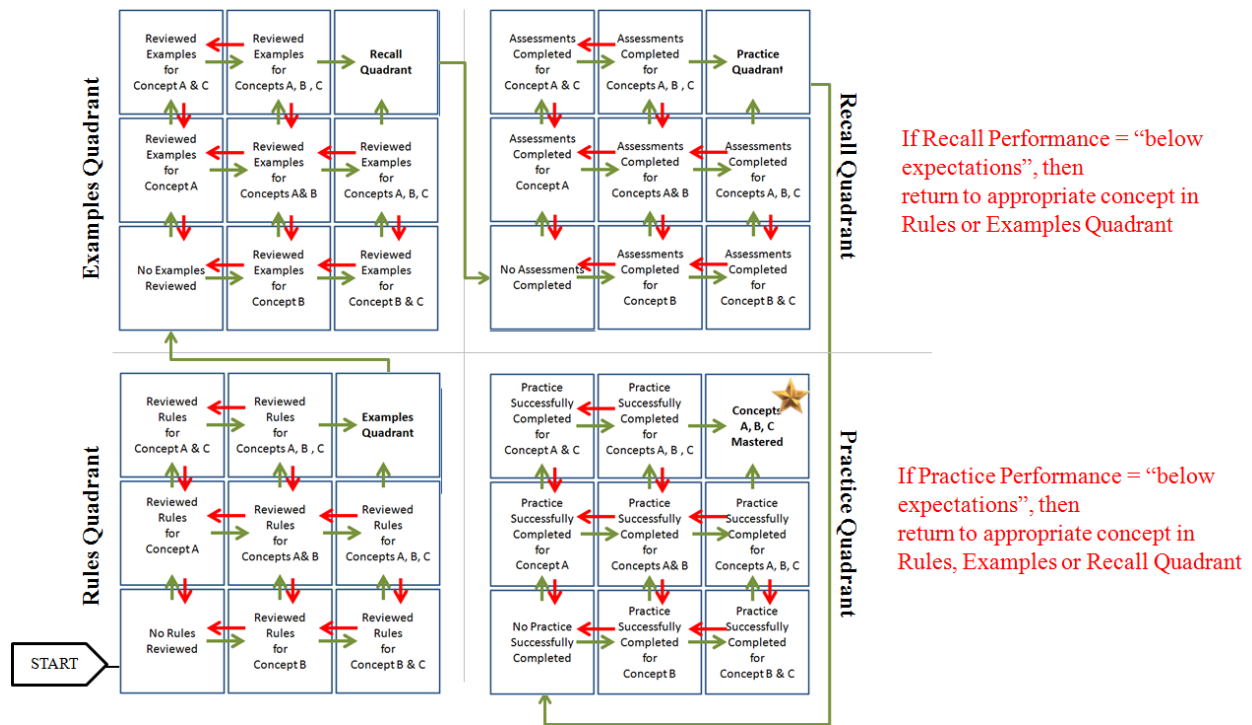 Examples Quadrant
Reviewed
Examples
for
Concept A & C
Reviewed
Examples
for
Concepts A, B , C
Recall
Quadrant
Reviewed
Examples
for
Concept A
Reviewed
Examples
for
Concepts A& B
Reviewed
Examples
for
Concepts A, B, C
No Examples
Reviewed
Reviewed
Examples
for
Concept B
Reviewed
Examples
for
Concept B & C
Assessments
Completed
for
Concept A & C
Assessments
Completed
for
Concepts A, B, C
Practice
Quadrant
Assessments
Completed
for
Concept A
Assessments
Completed
for
Concepts A& B
Assessments
Completed
for
Concepts A, B, C
No Assessments
Completed
Assessments
Completed
for
Concept B
Assessments
Completed
for
Concept B & C
Recall Quadrant
If Recall Performance = “below
expectations”, then
return to appropriate concept in
Rules or Examples Quadrant
Rules Quadrant
Reviewed
Rules
for
Concept A & C
Reviewed
Rules
for
Concepts A, B , C
Examples
Quadrant
Reviewed
Rules for
for
Concept A
Reviewed
Rules for
for
Concepts A& B
Reviewed
Rules for
for
Concepts A, B, C
No Rules
Reviewed
Reviewed
Rules for
for
Concept B
Reviewed
Rules for
for
Concept B & C
START
Practice
Successfully
Completed for
Concept A & C
Practice
Successfully
Completed
for
Concepts A, B, C
Concepts
A, B, C
Mastered
Practice
Successfully
Completed for
Concept A
Practice
Successfully
Completed
for
Concepts A& B
Practice
Successfully
Completed
for
Concepts A, B, C
No Practice
Successfully
Completed
Practice
Successfully
Completed
for
Concept B
Practice
Successfully
Completed
for
Concept B & C
Practice Quadrant
If Practice Performance = “below
expectations”, then
return to appropriate concept in
Rules, Examples or Recall Quadrant